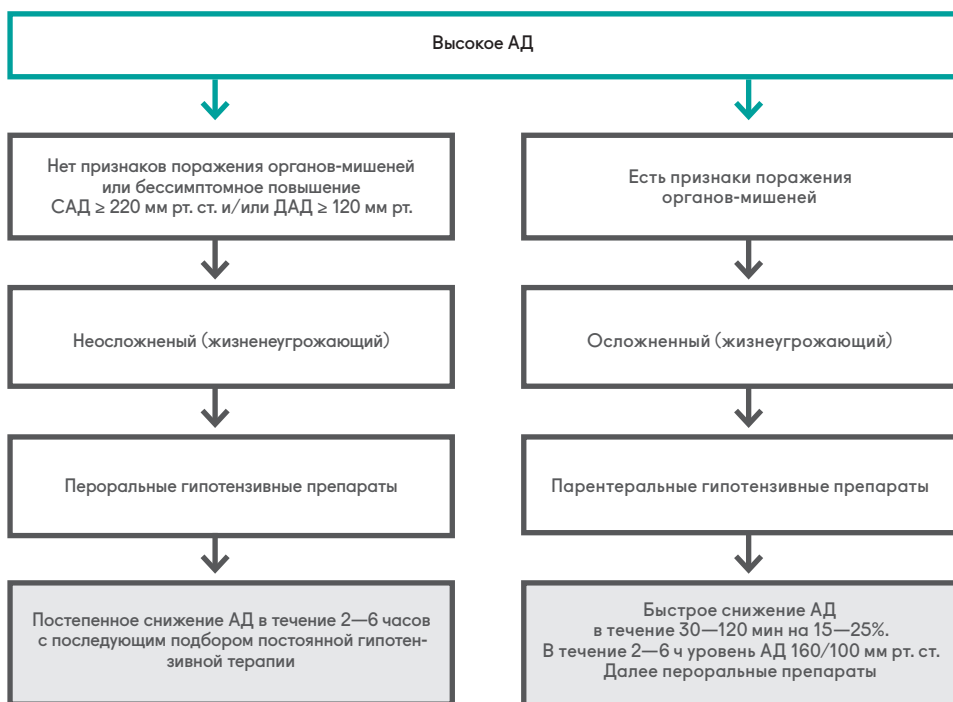 Высокое АД
Нет признаков поражения органов-мишеней
или бессимптомное повышение
САД ≥ 220 мм рт. ст. и/или ДАД ≥ 120 мм рт.
Есть признаки поражения
органов-мишеней
Неосложненый (жизненеугрожающий)
Осложненный (жизнеугрожающий)
Пероральные гипотензивные препараты
Парентеральные гипотензивные препараты
Постепенное снижение АД в течение 2—6 часов
с последующим подбором постоянной гипотен-
зивной терапии
Быстрое снижение АД
в течение 30—120 мин на 15—25%.
В течение 2—6 ч уровень АД 160/100 мм рт. ст.
Далее пероральные препараты